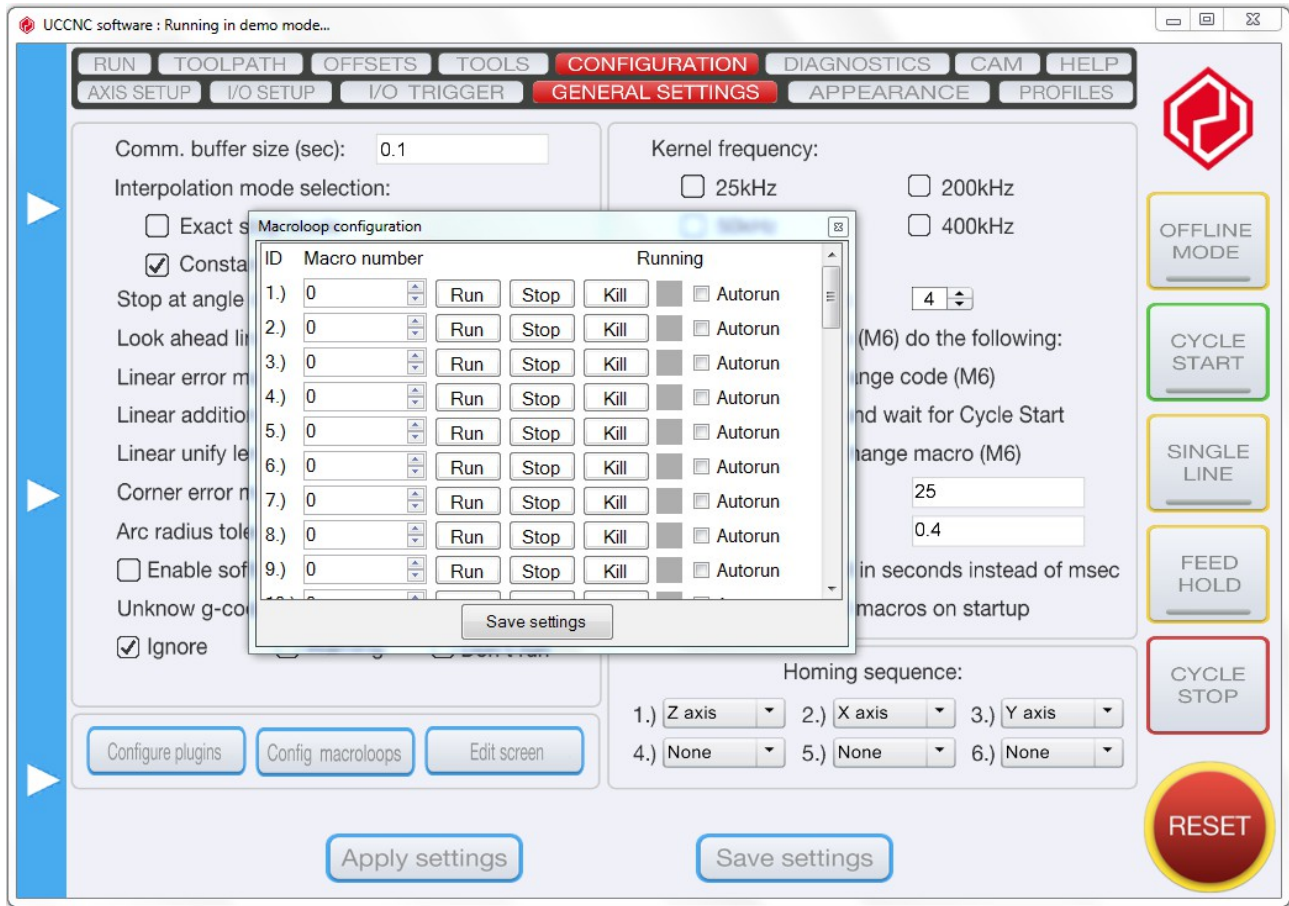 UCCNC software : Running in demo mode...
RUN TOOLPATH OFFSETS TOOLS CONFIGURATION DIAGNOSTICS CAM HELP
AXIS SETUP I/O SETUP I/O TRIGGER GENERAL SETTINGS APPEARANCE PROFILES
Comm. buffer size (sec): 0.1
Interpolation mode selection:
Exact
Stop at angle
Look ahead
Linear error
Linear
Linear unify
Corner error
Arc radius
Enable
Unknow
Ignore
Kernel frequency:
25kHz 200kHz
50kHz 400kHz
4
(M6) do the following:
code (M6)
wait for Cycle Start
macro (M6)
25
0.4
in seconds instead of msec
macros on startup
Macroloop configuration
ID Macro number Running
1.) 0 Run Stop Kill Autorun
2.) 0 Run Stop Kill Autorun
3.) 0 Run Stop Kill Autorun
4.) 0 Run Stop Kill Autorun
5.) 0 Run Stop Kill Autorun
6.) 0 Run Stop Kill Autorun
7.) 0 Run Stop Kill Autorun
8.) 0 Run Stop Kill Autorun
9.) 0 Run Stop Kill Autorun
Save settings
Homing sequence:
1.) Z axis 2.) X axis 3.) Y axis
4.) None 5.) None 6.) None
Configure plugins Config macroloops Edit screen
Apply settings Save settings
OFFLINE
MODE
CYCLE
START
SINGLE
LINE
FEED
HOLD
CYCLE
STOP
RESET